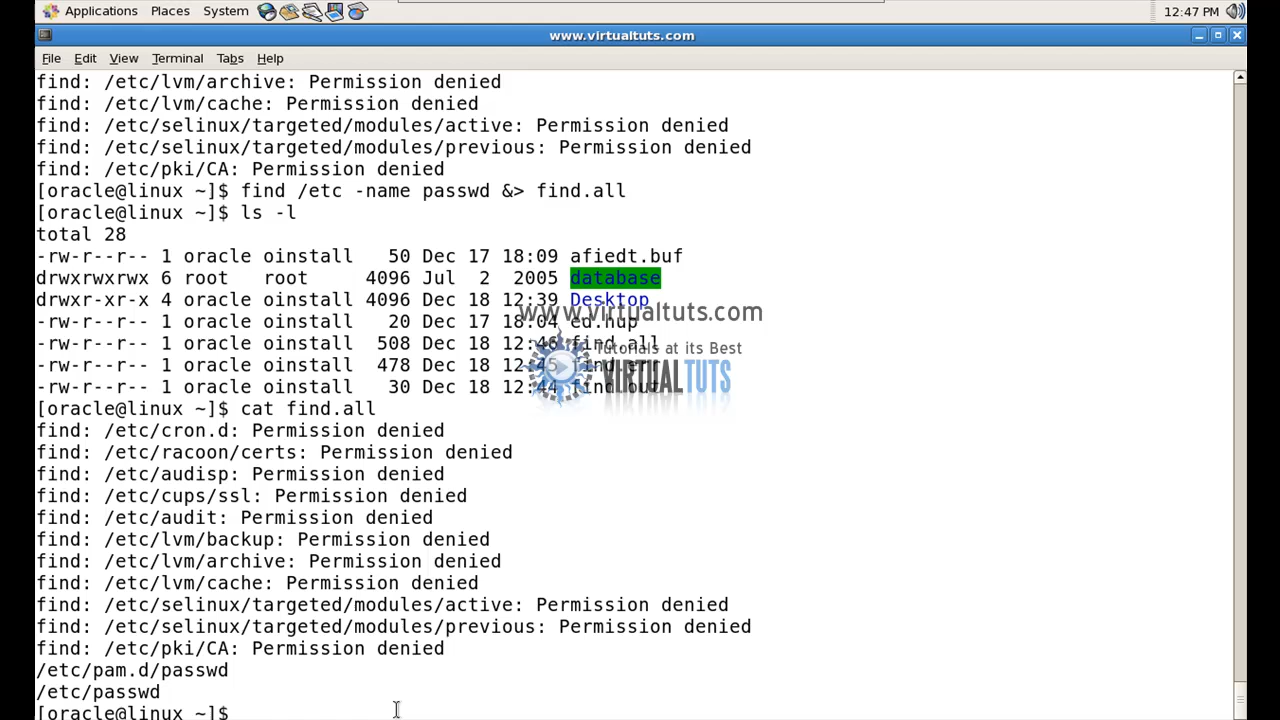 Applications Places System 12:47 PM
www.virtualtuts.com
File Edit View Terminal Tabs Help
find: /etc/lvm/archive: Permission denied
find: /etc/lvm/cache: Permission denied
find: /etc/selinux/targeted/modules/active: Permission denied
find: /etc/selinux/targeted/modules/previous: Permission denied
find: /etc/pki/CA: Permission denied
[oracle@linux ~]$ find /etc -name passwd &> find.all
[oracle@linux ~]$ ls -l
total 28
-rw-r--r-- 1 oracle oinstall 50 Dec 17 18:09 afiedt.buf
drwxrwxrwx 6 root root 4096 Jul 2 2005 database
drwxr-xr-x 4 oracle oinstall 4096 Dec 18 12:39 Desktop
www.virtualtuts.com
-rw-r--r-- 1 oracle oinstall 20 Dec 17 18:04
-rw-r--r-- 1 oracle oinstall 508 Dec 18 12:46 find.all
Tutorials at its Best
-rw-r--r-- 1 oracle oinstall 478 Dec 18 12:45
VIRTUALTUTS
-rw-r--r-- 1 oracle oinstall 30 Dec 18 12:44
[oracle@linux ~]$ cat find.all
find: /etc/cron.d: Permission denied
find: /etc/racoon/certs: Permission denied
find: /etc/audisp: Permission denied
find: /etc/cups/ssl: Permission denied
find: /etc/audit: Permission denied
find: /etc/lvm/backup: Permission denied
find: /etc/lvm/archive: Permission denied
find: /etc/lvm/cache: Permission denied
find: /etc/selinux/targeted/modules/active: Permission denied
find: /etc/selinux/targeted/modules/previous: Permission denied
find: /etc/pki/CA: Permission denied
/etc/pam.d/passwd
/etc/passwd
[oracle@linux ~]$